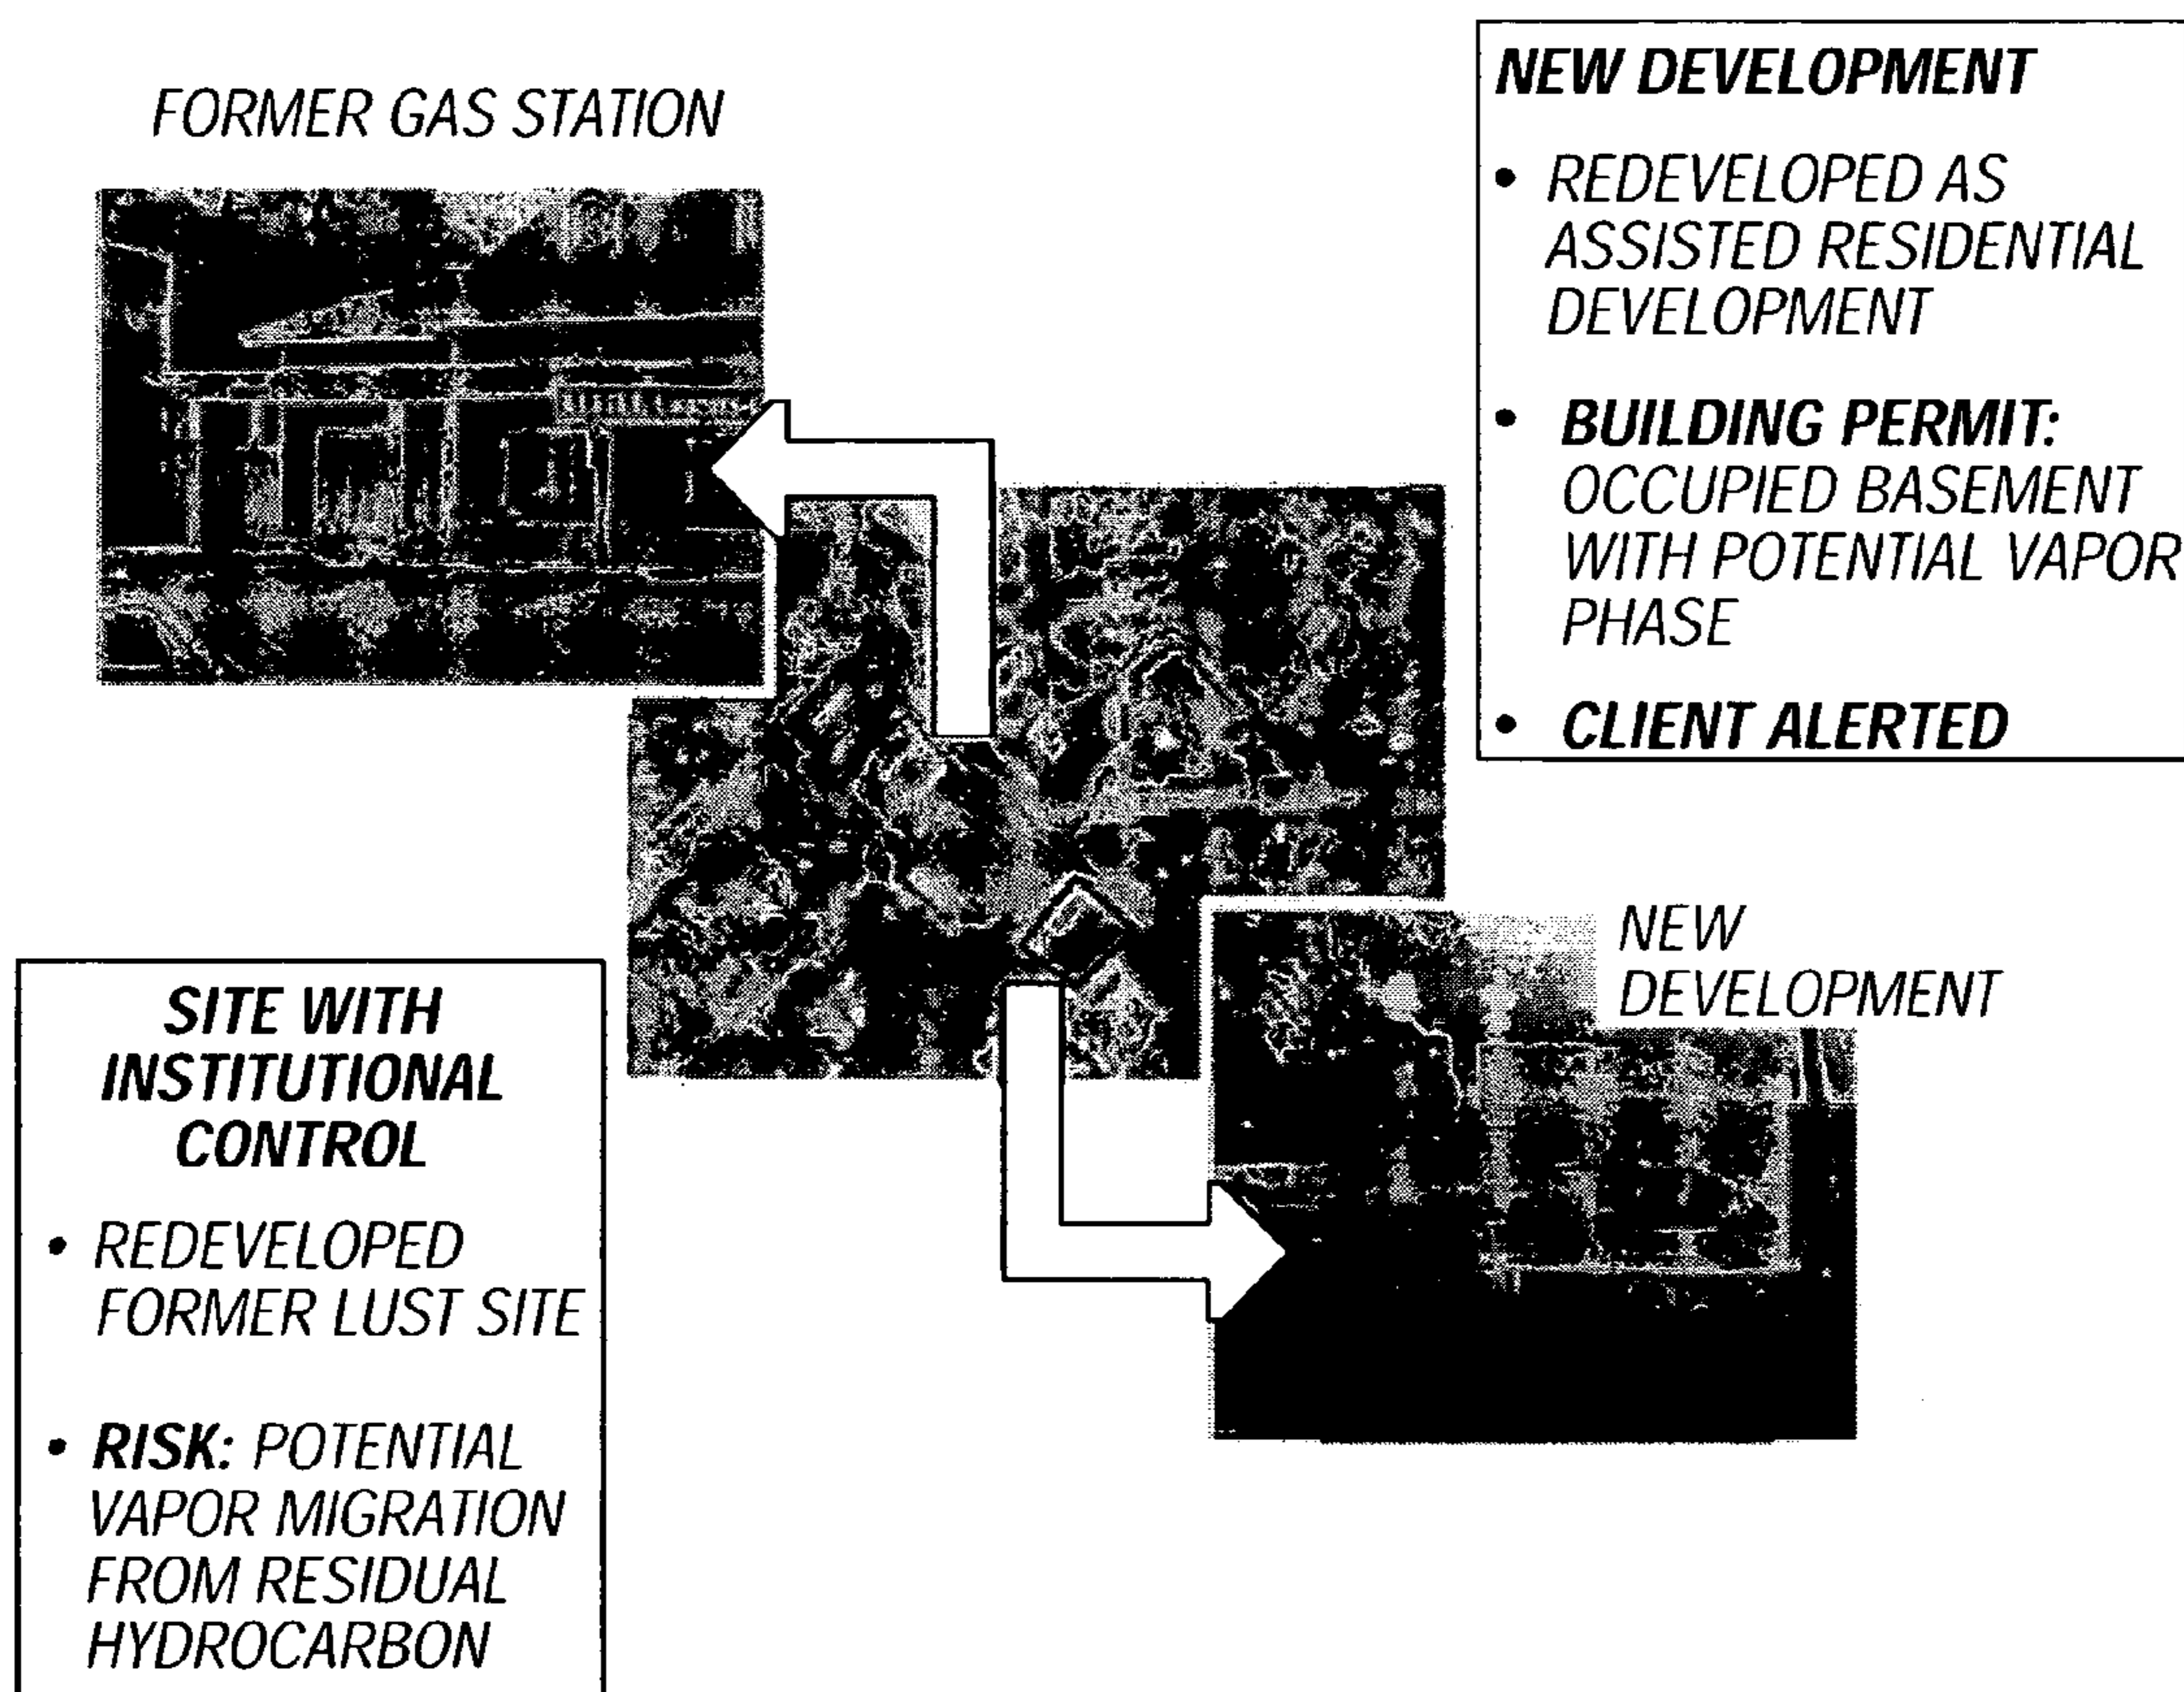 FORMER GAS STATION
NEW DEVELOPMENT
• REDEVELOPED AS
ASSISTED RESIDENTIAL
DEVELOPMENT
• BUILDING PERMIT:
OCCUPIED BASEMENT
WITH POTENTIAL VAPOR
PHASE
• CLIENT ALERTED
NEW
DEVELOPMENT
SITE WITH
INSTITUTIONAL
CONTROL
• REDEVELOPED
FORMER LUST SITE
• RISK: POTENTIAL
VAPOR MIGRATION
FROM RESIDUAL
HYDROCARBON